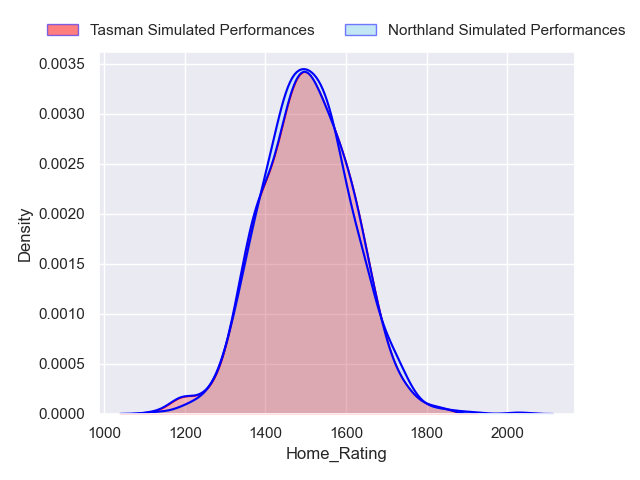 Tasman Simulated Performances
Northland Simulated Performances
0.0035
0.0030
0.0025
0.0020
0.0015
0.0010
0.0005
0.0000
Density
1000 1200 1400 1600 1800 2000
Home_Rating